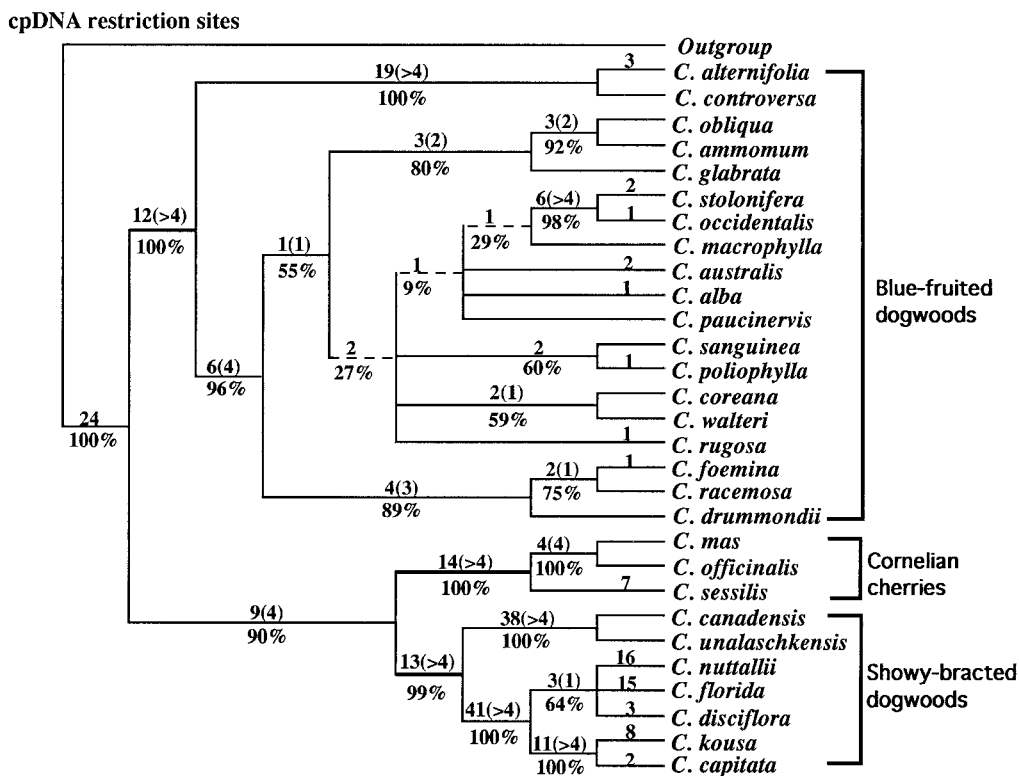 cpDNA restriction sites
Outgroup
3
C. alternifolia
19(>4)
100%
C. controversa
C. obliqua
3(2)
92%
C. ammomum
3(2)
80%
C. glabrata
2
C. stolonifera
6(>4)
98%
1
C. occidentalis
1
29%
C. macrophylla
12(>4)
100%
1(1)
55%
1
9%
2
C. australis
1
C. alba
C. paucinervis
Blue-fruited
dogwoods
2
27%
C. sanguinea
2
60%
1
C. poliophylla
6(4)
96%
C. coreana
2(1)
59%
C. walteri
24
100%
1
C. rugosa
1
C. foemina
2(1)
75%
C. racemosa
4(3)
89%
C. drummondii
C. mas
4(4)
100%
C. officinalis
14(>4)
100%
7
C. sessilis
Cornelian
cherries
9(4)
90%
C. canadensis
38(>4)
100%
C. unalaschkensis
13(>4)
99%
16
C. nuttallii
3(1)
64%
15
C. florida
3
C. disciflora
41(>4)
100%
8
C. kousa
11(>4)
100%
2
C. capitata
Showy-bracted
dogwoods